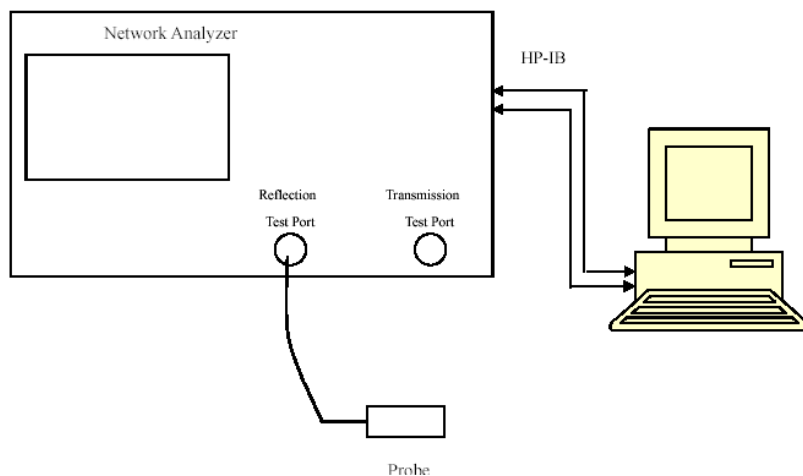 Network Analyzer
HP-IB
Reflection
Test Port
Transmission
Test Port
Probe